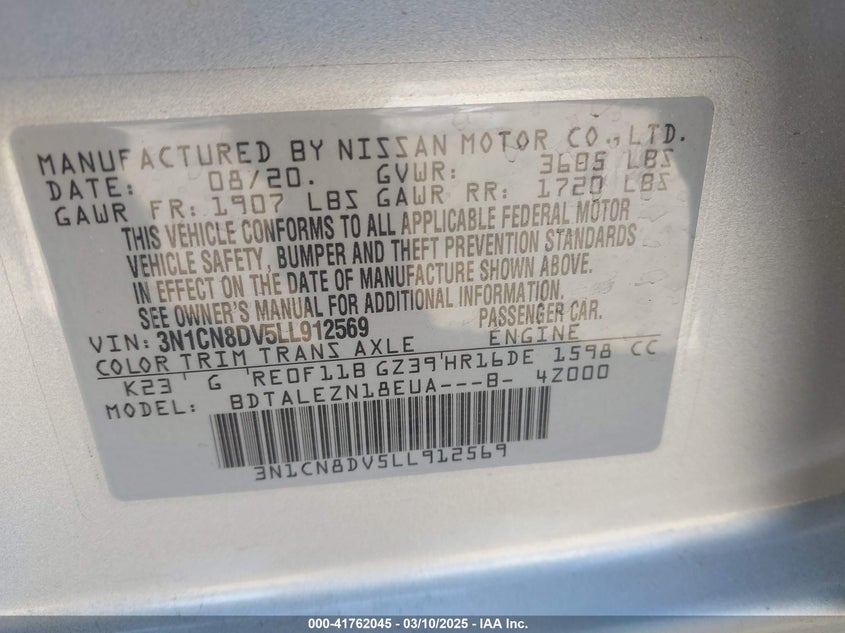 MANUFACTURED BY NISSAN MOTOR CO.,LTD.
DATE: 08/20. GVWR: 3685 LBS
GAWR FR: 1907 LBS GAWR RR: 1720 LBS
THIS VEHICLE CONFORMS TO ALL APPLICABLE FEDERAL MOTOR
VEHICLE SAFETY, BUMPER AND THEFT PREVENTION STANDARDS
IN EFFECT ON THE DATE OF MANUFACTURE SHOWN ABOVE.
SEE OWNER'S MANUAL FOR ADDITIONAL INFORMATION.
VIN: 3N1CN8DV5LL912569 PASSENGER CAR.
COLOR TRIM TRANS AXLE ENGINE
K23 G RE0F11B GZ39 HR16DE 1598 CC
MODEL: BDTALEZN18EUA---B- 4Z000
3N1CN8DV5LL912569
000-41762045 — 03/10/2025 — IAA Inc.